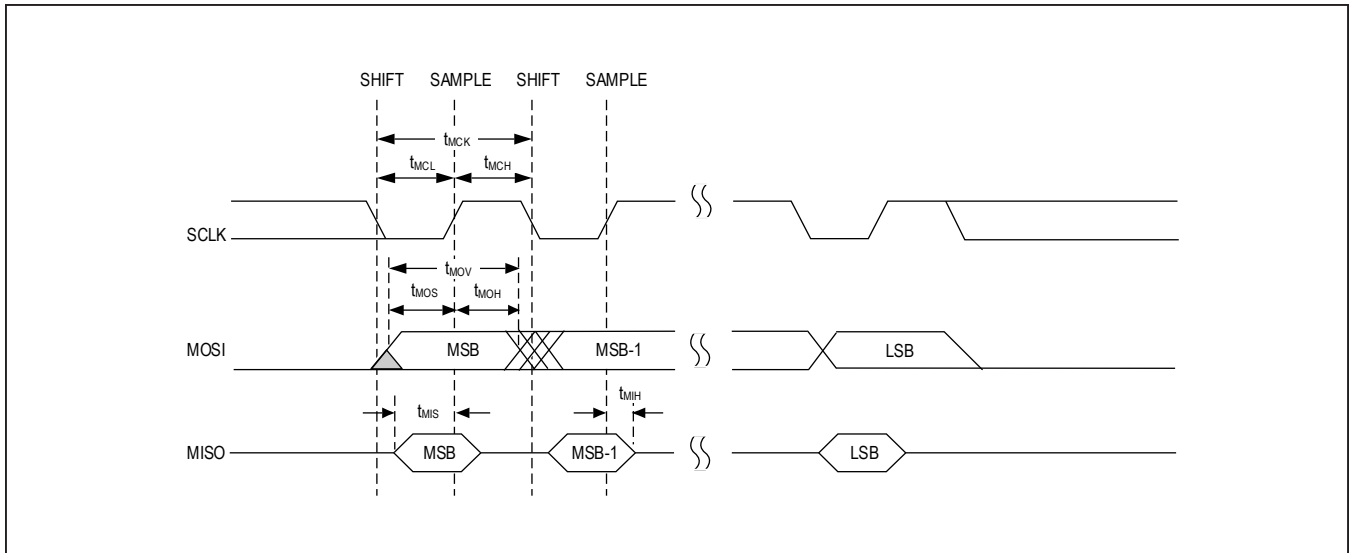 SHIFT SAMPLE SHIFT SAMPLE
tMCK
tMCL tMCH
SCLK
tMOV
tMOS tMOH
MOSI MSB MSB-1 LSB
tMIH
tMIS
MISO MSB MSB-1 LSB